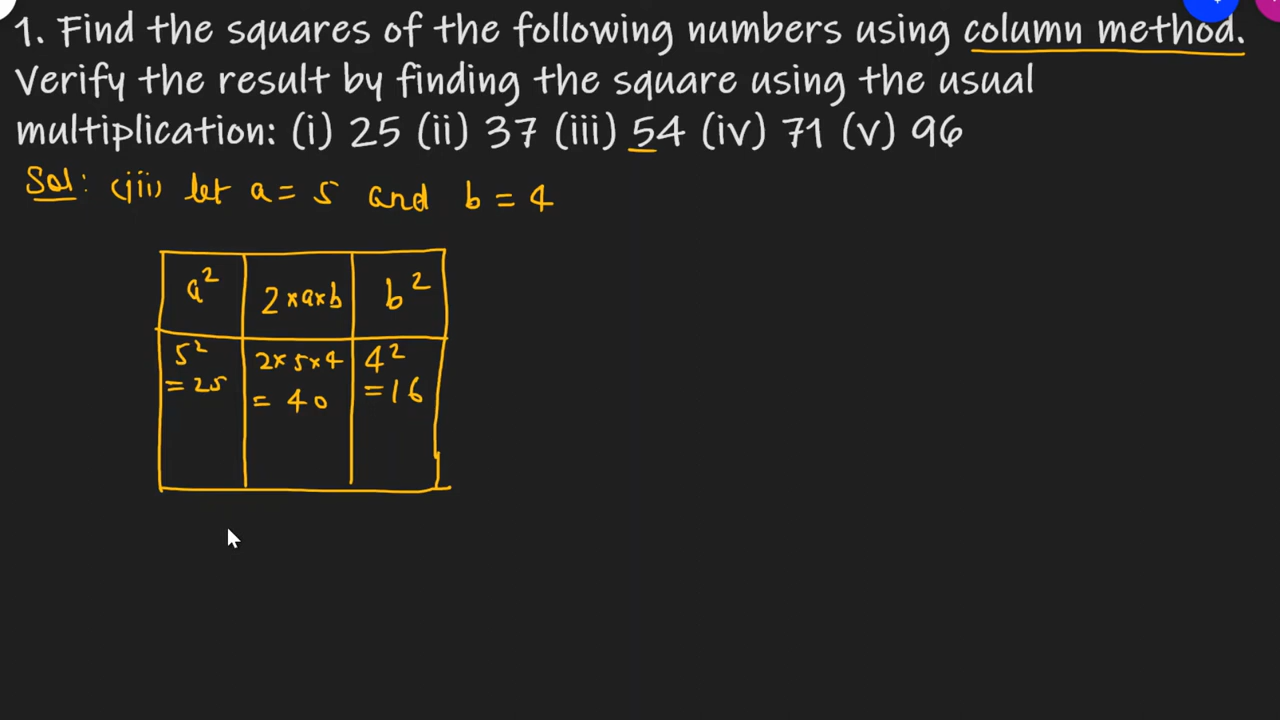 1. Find the squares of the following numbers using column method.
Verify the result by finding the square using the usual
multiplication: (i) 25 (ii) 37 (iii) 54 (iv) 71 (v) 96
Sol: (iii) let a = 5 and b = 4
a² 2×a×b b²
5² 2×5×4 4²
= 25 = 40 = 16